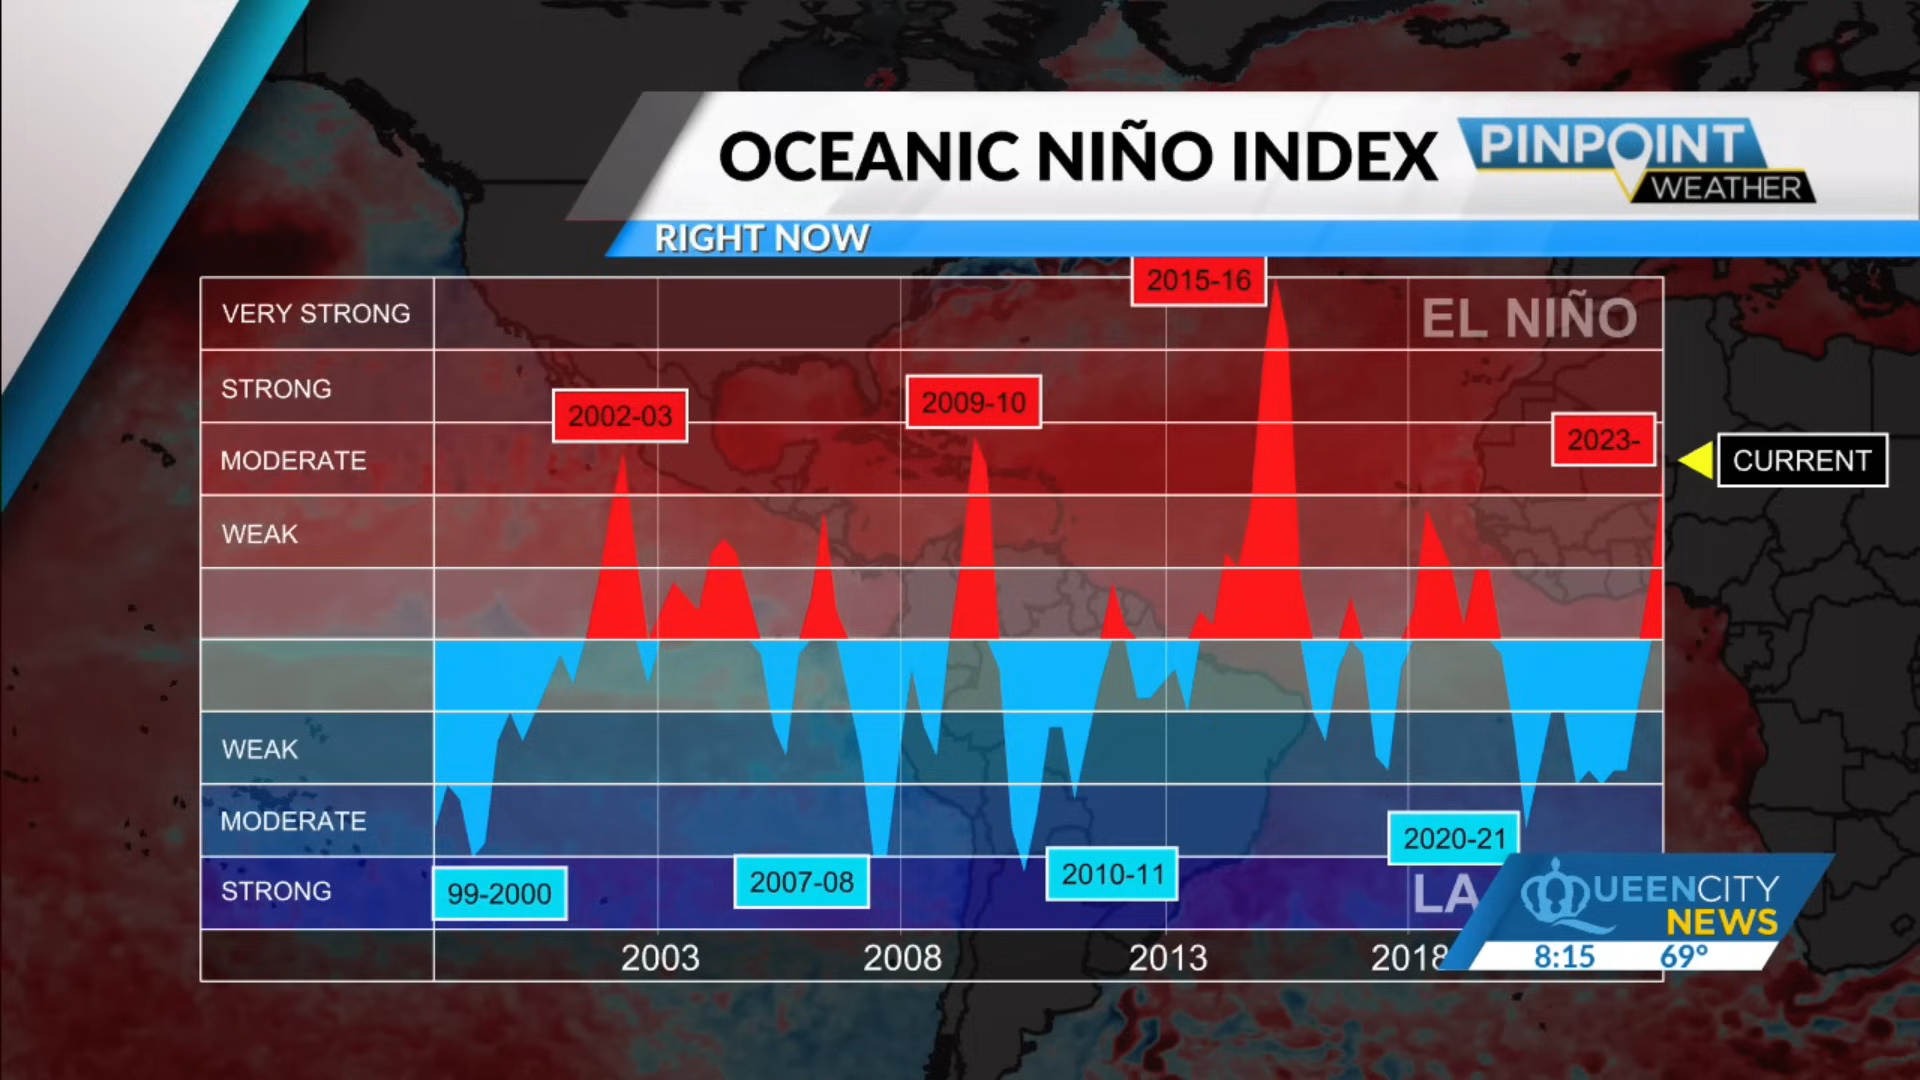 OCEANIC NIÑO INDEX
PINPOINT
WEATHER
RIGHT NOW
2015-16
VERY STRONG
EL NIÑO
STRONG
2002-03
2009-10
2023-
MODERATE
CURRENT
WEAK
WEAK
MODERATE
2020-21
STRONG
99-2000
2007-08
2010-11
LA
QUEEN CITY
NEWS
2003
2008
2013
2018
8:15
69°